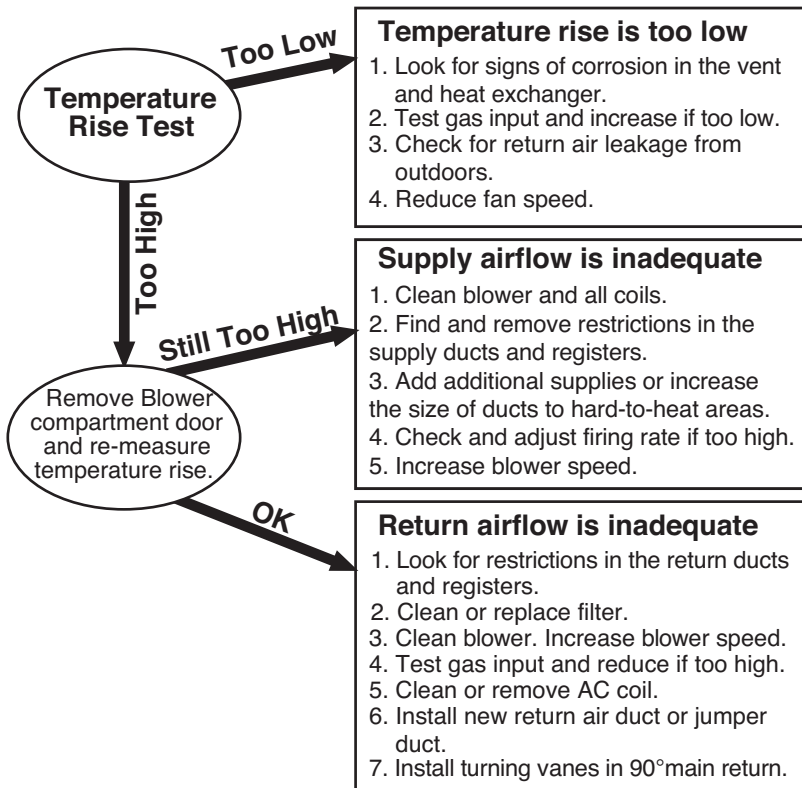 Temperature
Rise Test
Too Low
Temperature rise is too low
1. Look for signs of corrosion in the vent
and heat exchanger.
2. Test gas input and increase if too low.
3. Check for return air leakage from
outdoors.
4. Reduce fan speed.
Too High
Remove Blower
compartment door
and re-measure
temperature rise.
Still Too High
Supply airflow is inadequate
1. Clean blower and all coils.
2. Find and remove restrictions in the
supply ducts and registers.
3. Add additional supplies or increase
the size of ducts to hard-to-heat areas.
4. Check and adjust firing rate if too high.
5. Increase blower speed.
OK
Return airflow is inadequate
1. Look for restrictions in the return ducts
and registers.
2. Clean or replace filter.
3. Clean blower. Increase blower speed.
4. Test gas input and reduce if too high.
5. Clean or remove AC coil.
6. Install new return air duct or jumper
duct.
7. Install turning vanes in 90°main return.